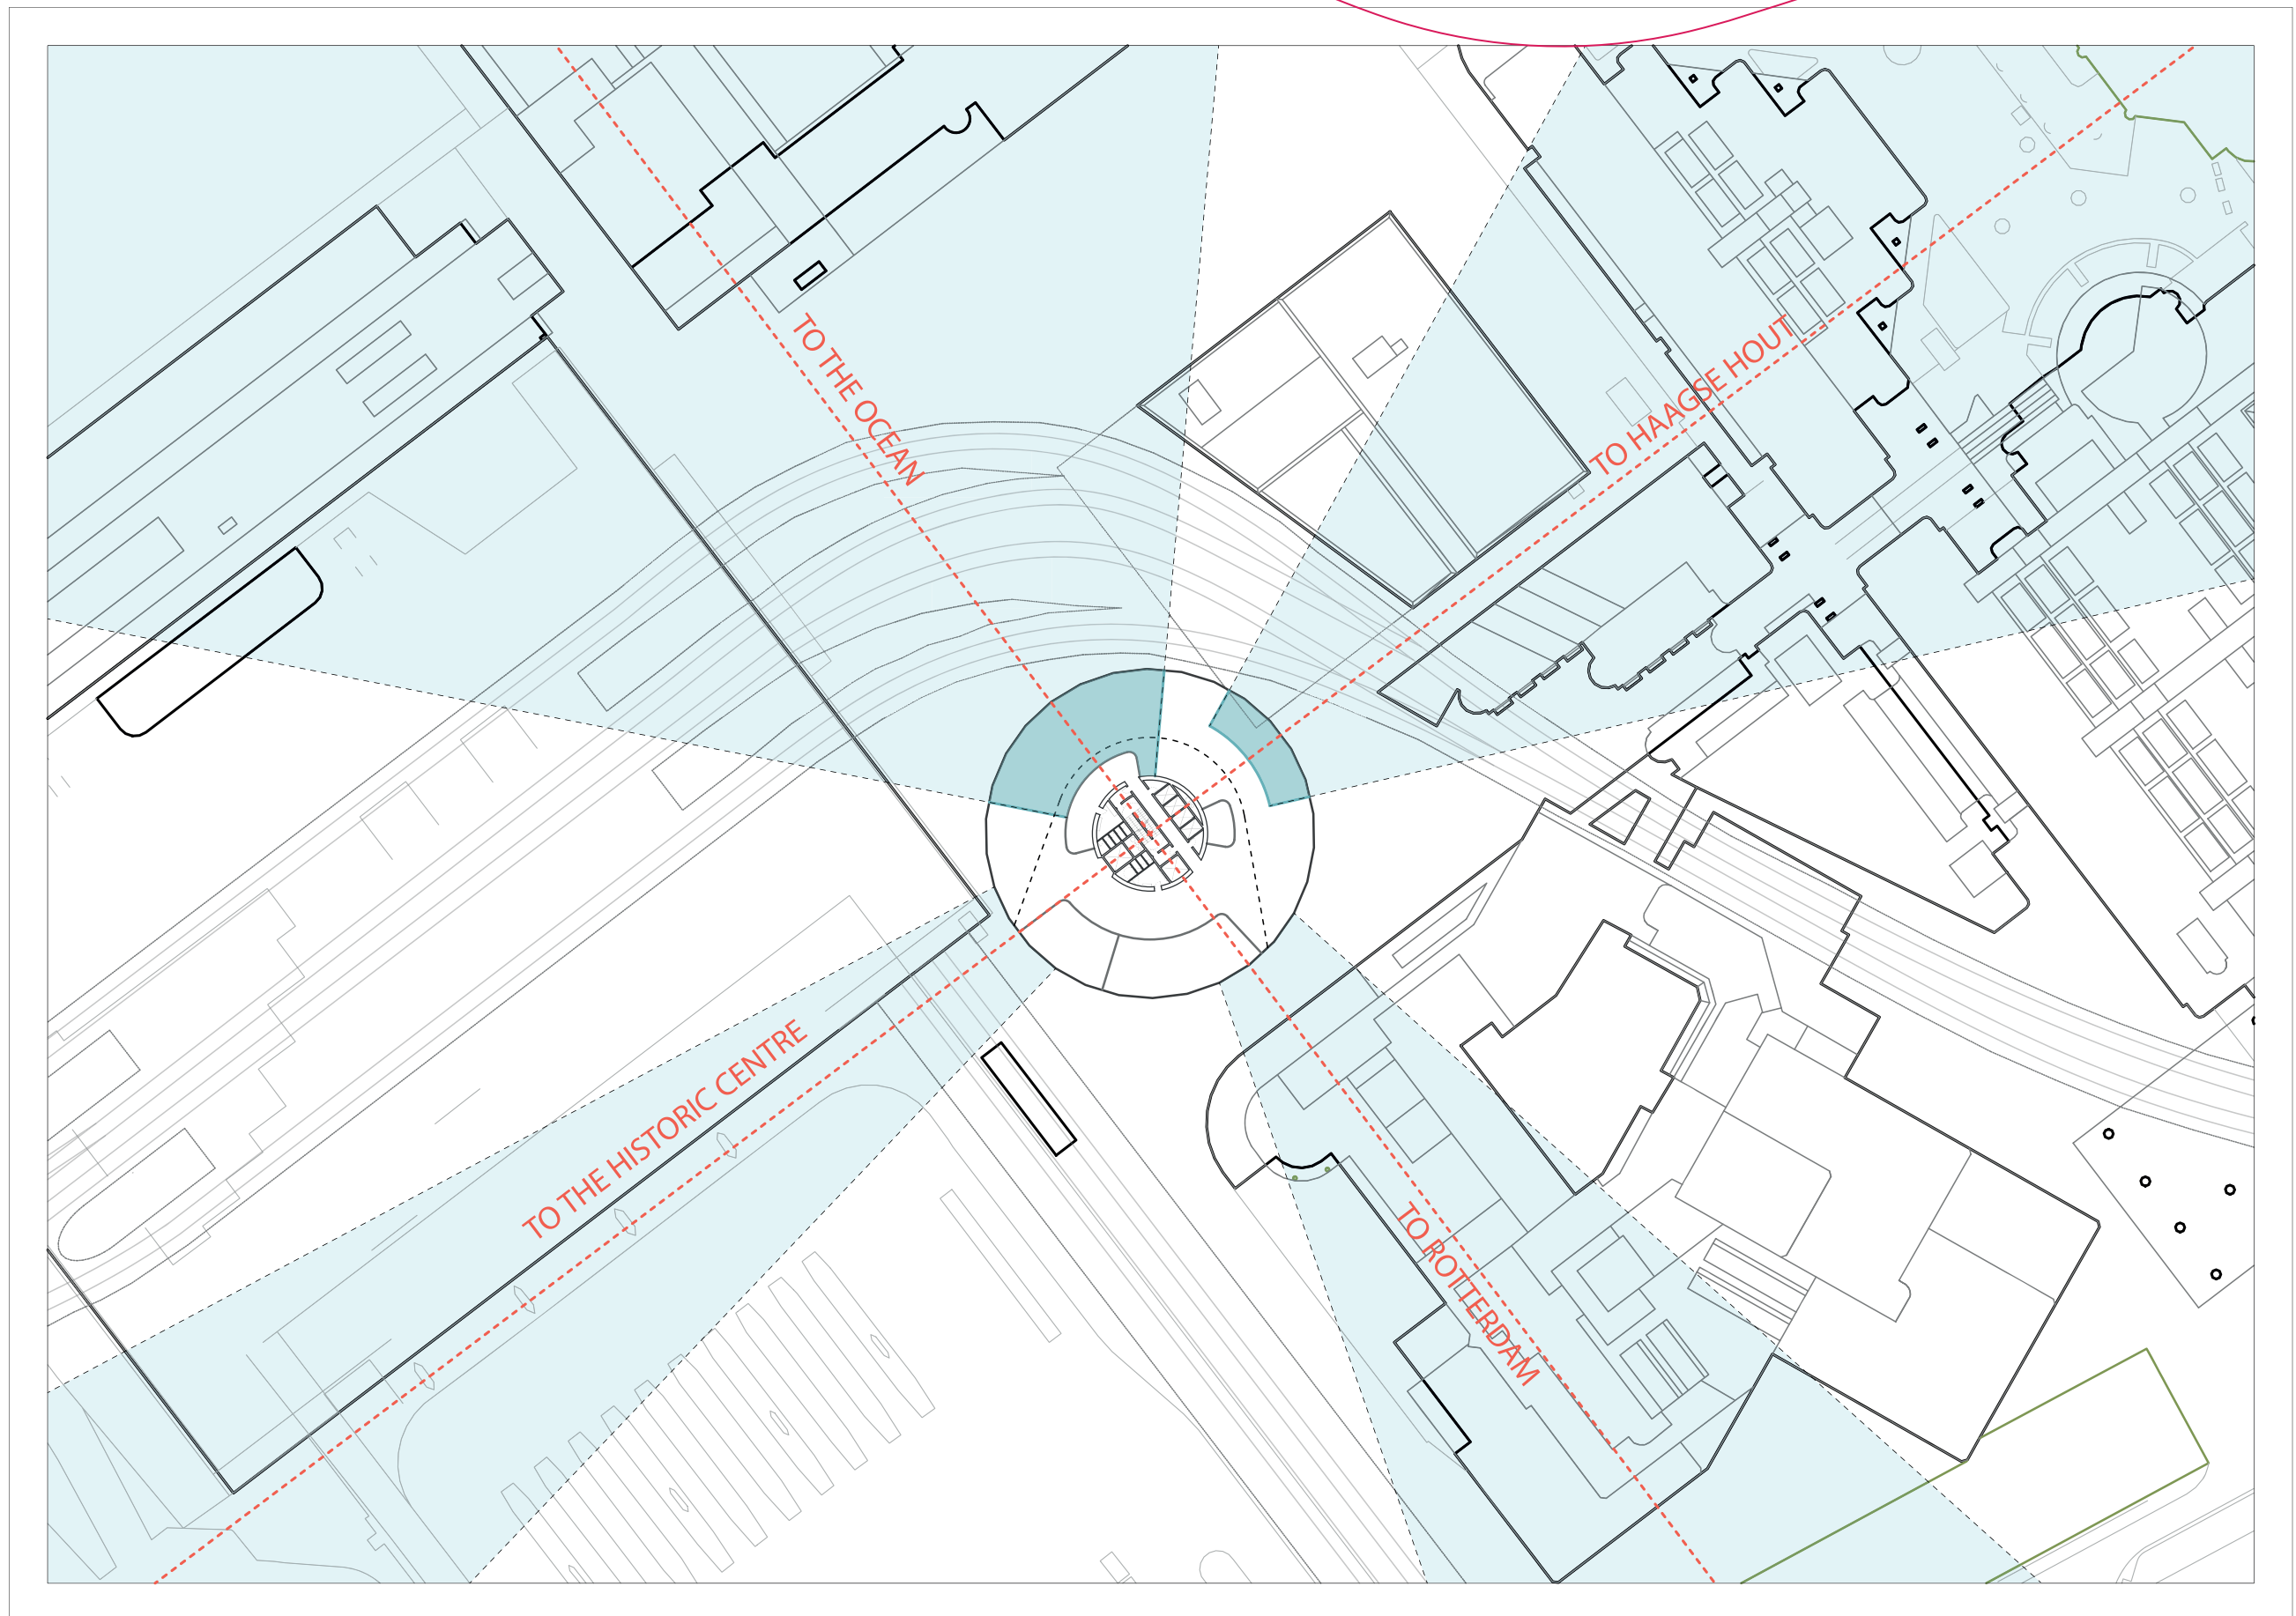 TO THE OCEAN
TO HAAGSE HOUT
TO THE HISTORIC CENTRE
TO ROTTERDAM